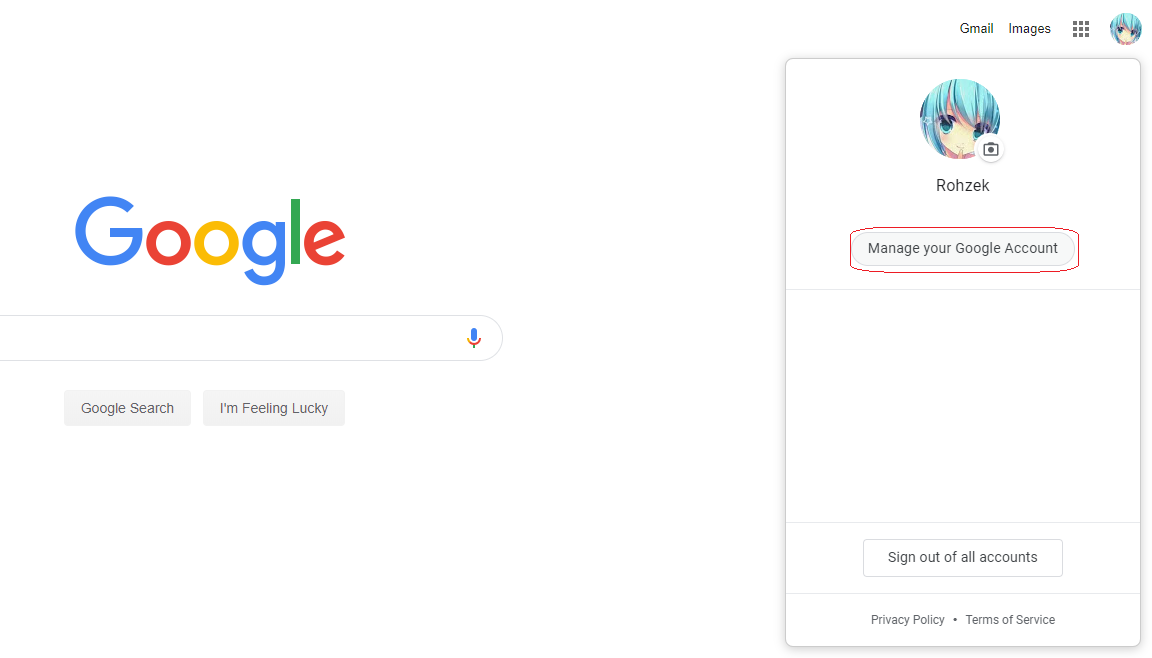 Gmail Images
Rohzek
Google
Manage your Google Account
Google Search I'm Feeling Lucky
Sign out of all accounts
Privacy Policy • Terms of Service